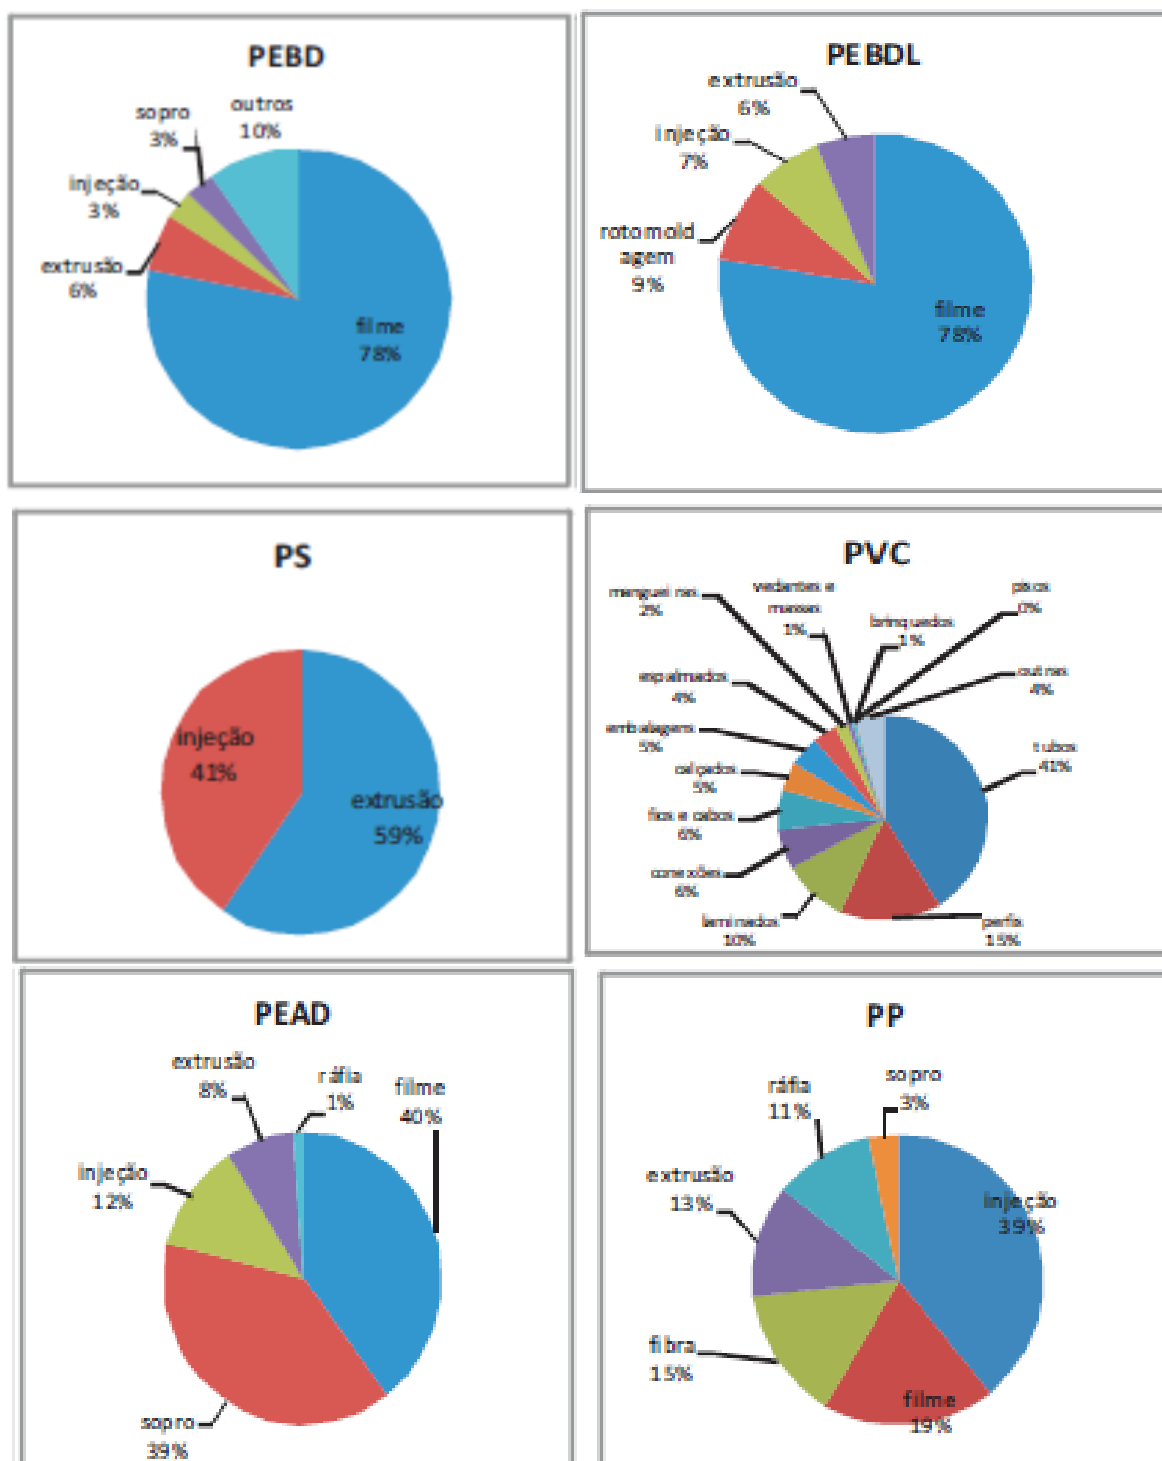 PEBD
outros
10%
sopro
3%
injeção
3%
extrusão
6%
filme
78%
PEBDL
extrusão
6%
injeção
7%
rotomold
agem
9%
filme
78%
PS
injeção
41%
extrusão
59%
PVC
mangueiras
2%
vedantes e
massas
1%
brinquedos
1%
pisos
0%
outras
4%
espalmados
4%
embalagens
5%
calçados
5%
fios e cabos
6%
conexões
6%
laminados
10%
perfis
15%
tubos
41%
PEAD
extrusão
8%
ráfia
1%
filme
40%
injeção
12%
sopro
39%
PP
sopro
3%
ráfia
11%
extrusão
13%
injeção
39%
fibra
15%
filme
19%